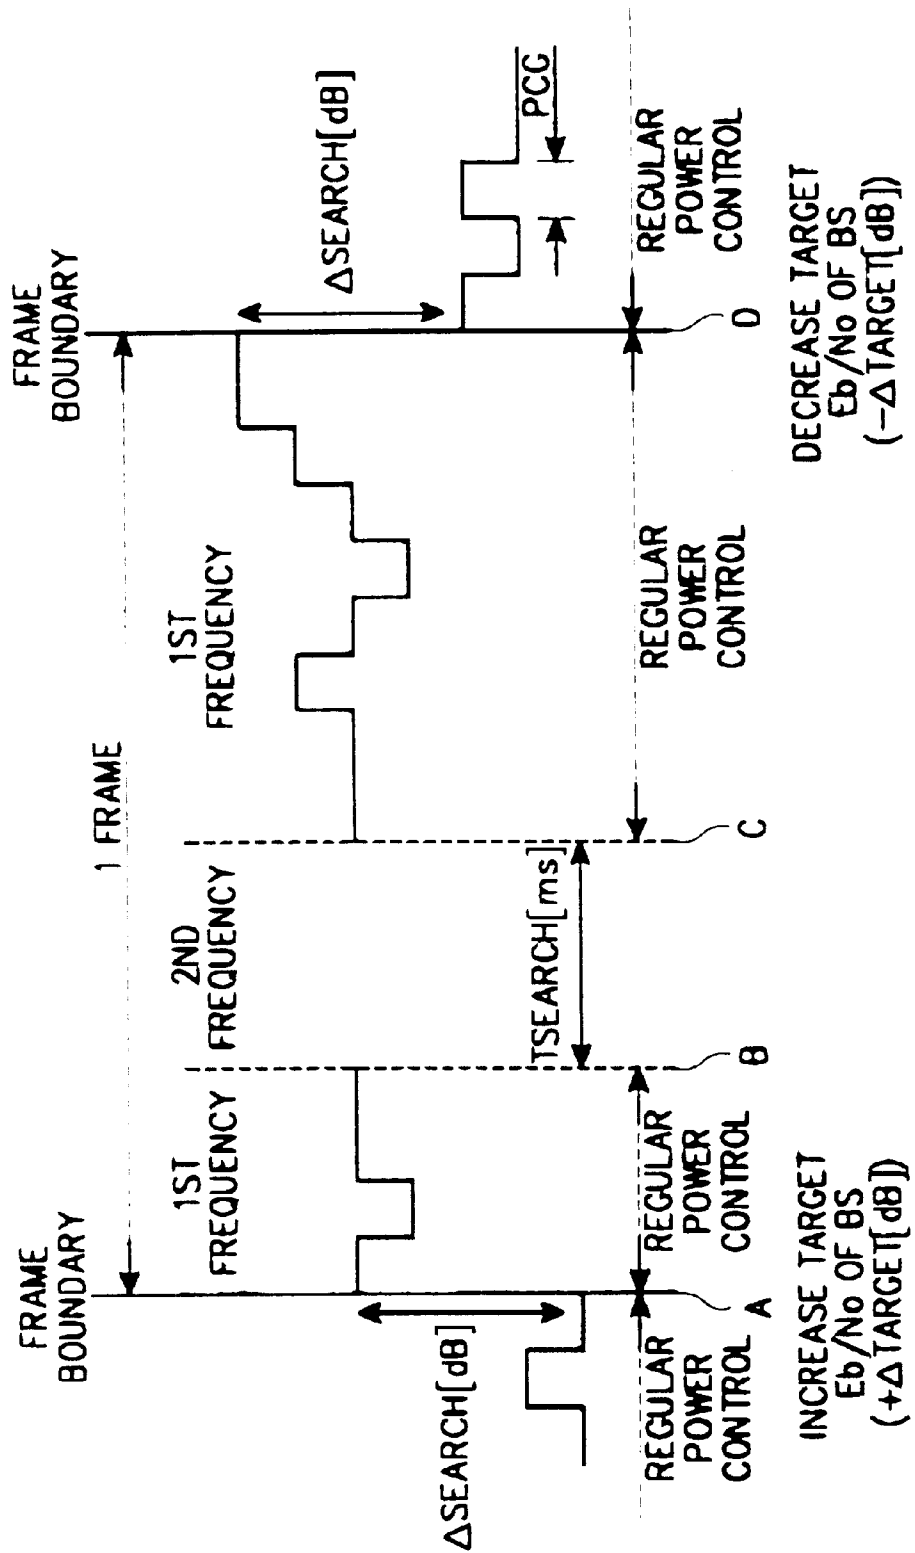 FRAME
BOUNDARY
FRAME
BOUNDARY
1 FRAME
1ST
FREQUENCY
2ND
FREQUENCY
1ST
FREQUENCY
ΔSEARCH[dB]
ΔSEARCH[dB]
TSEARCH[ms]
PCG
REGULAR
POWER
CONTROL
REGULAR
POWER
CONTROL
REGULAR
POWER
CONTROL
REGULAR
POWER
CONTROL
A
B
C
D
INCREASE TARGET
Eb/No OF BS
(+ΔTARGET[dB])
DECREASE TARGET
Eb/No OF BS
(-ΔTARGET[dB])